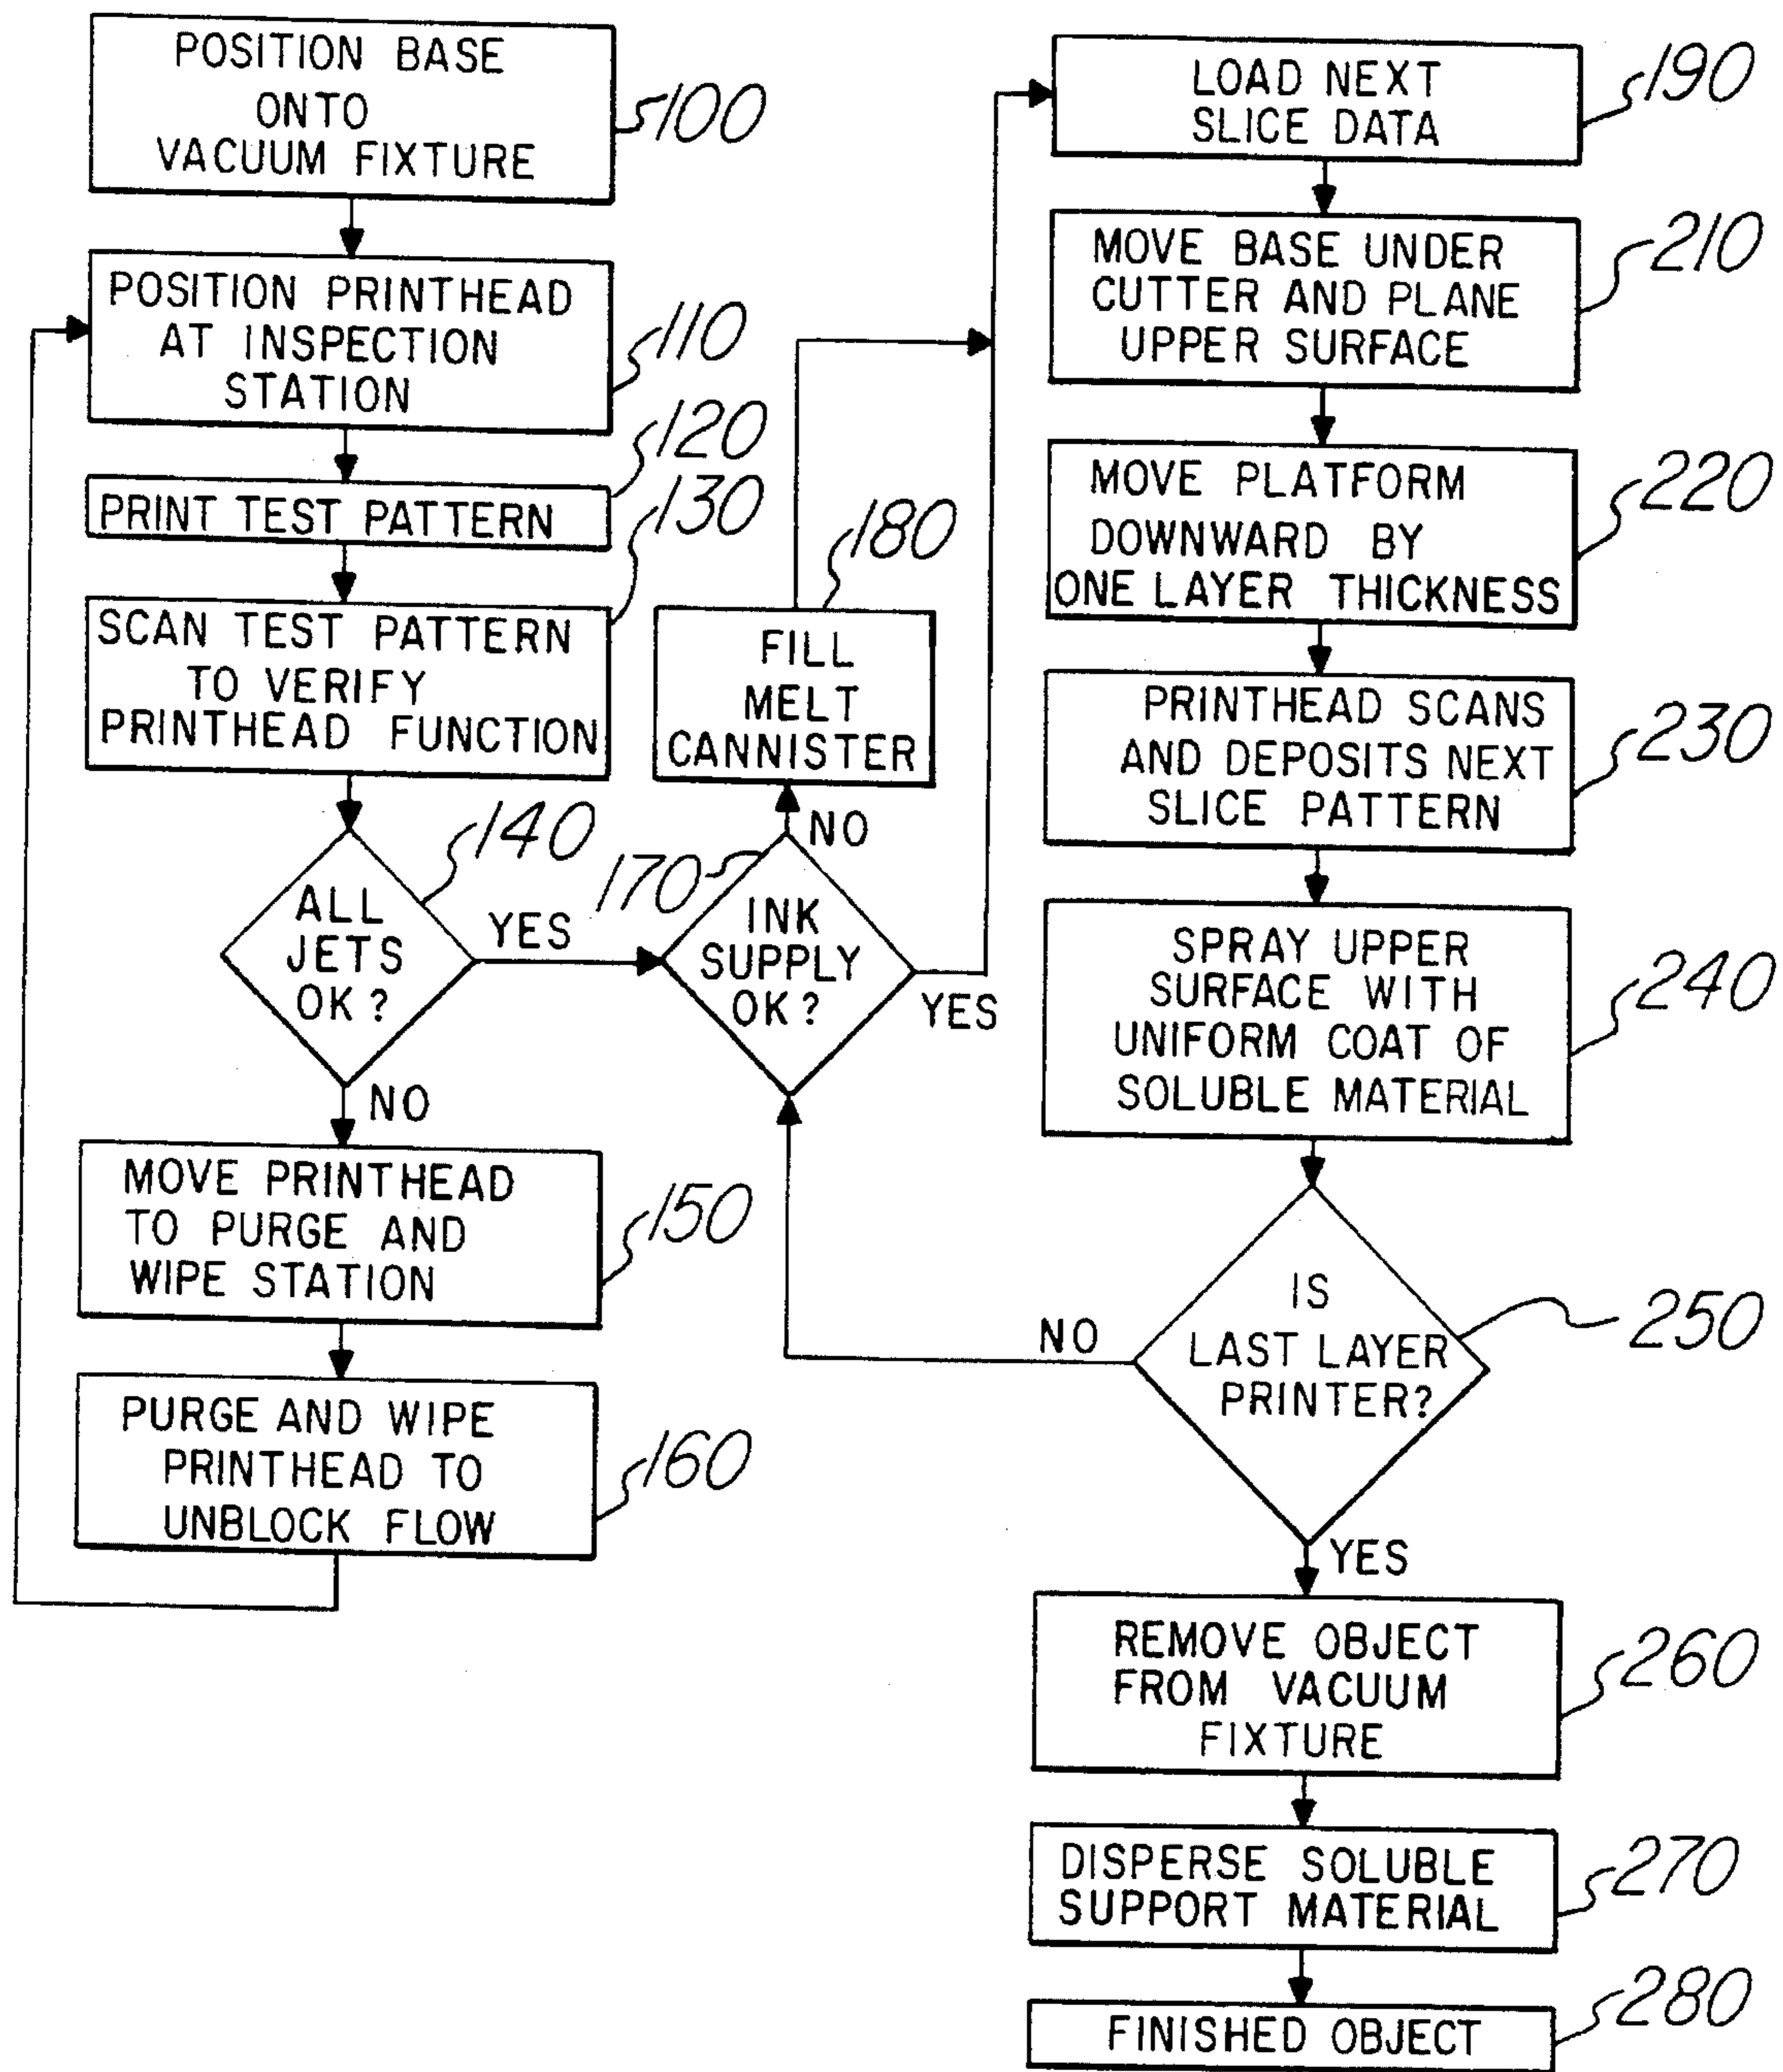 POSITION BASE
ONTO
VACUUM FIXTURE
100
POSITION PRINTHEAD
AT INSPECTION
STATION
110
PRINT TEST PATTERN
120
SCAN TEST PATTERN
TO VERIFY
PRINTHEAD FUNCTION
130
ALL
JETS
OK?
140
YES
NO
MOVE PRINTHEAD
TO PURGE AND
WIPE STATION
150
PURGE AND WIPE
PRINTHEAD TO
UNBLOCK FLOW
160
INK
SUPPLY
OK?
170
NO
YES
FILL
MELT
CANNISTER
180
LOAD NEXT
SLICE DATA
190
MOVE BASE UNDER
CUTTER AND PLANE
UPPER SURFACE
210
MOVE PLATFORM
DOWNWARD BY
ONE LAYER THICKNESS
220
PRINTHEAD SCANS
AND DEPOSITS NEXT
SLICE PATTERN
230
SPRAY UPPER
SURFACE WITH
UNIFORM COAT OF
SOLUBLE MATERIAL
240
IS
LAST LAYER
PRINTER?
250
NO
YES
REMOVE OBJECT
FROM VACUUM
FIXTURE
260
DISPERSE SOLUBLE
SUPPORT MATERIAL
270
FINISHED OBJECT
280